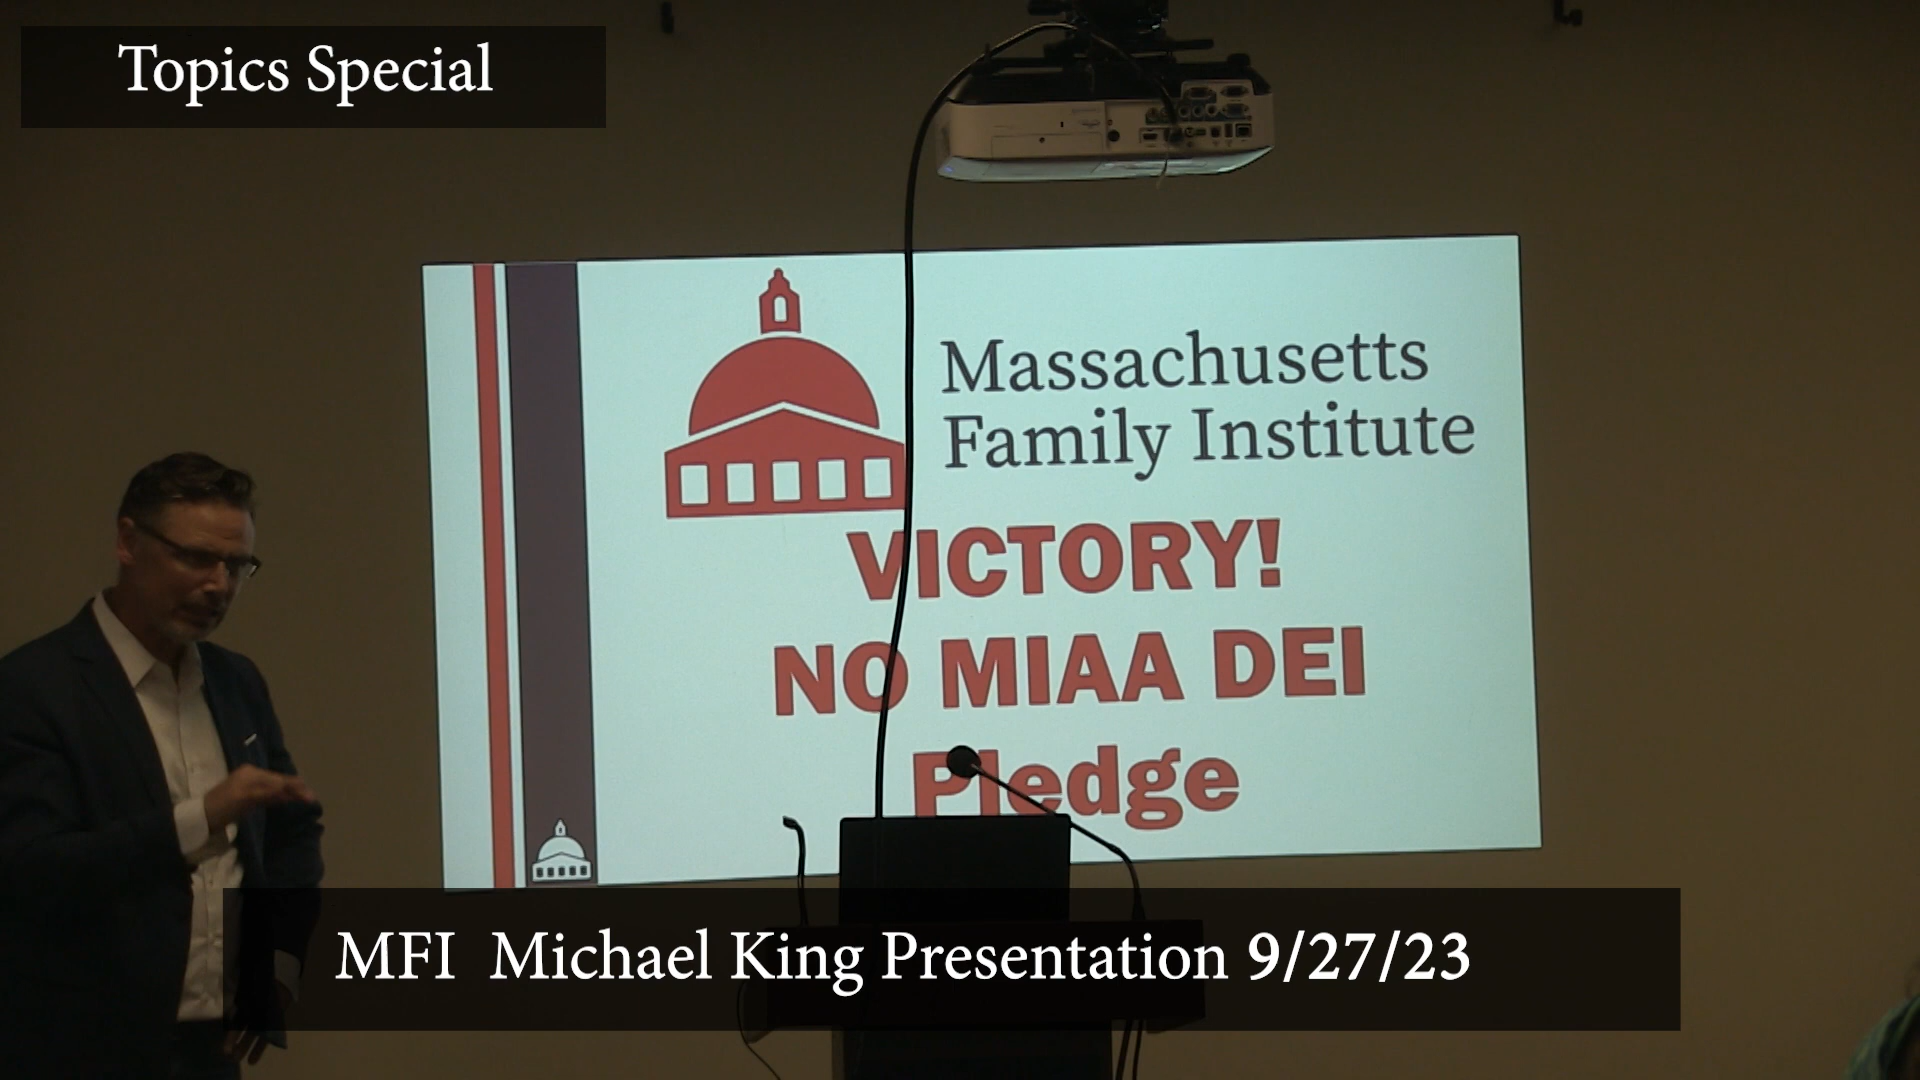 Topics Special
Massachusetts
Family Institute
VICTORY!
NO MIAA DEI
Pledge
MFI  Michael King Presentation 9/27/23